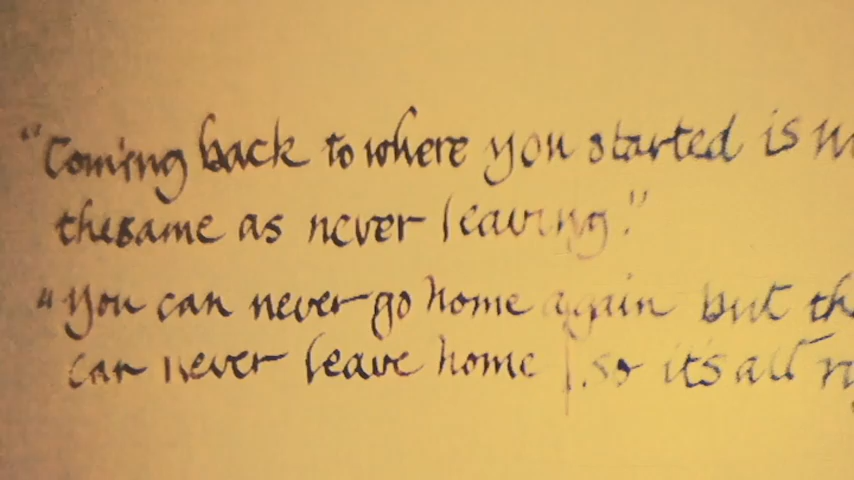 "Coming back to where you started is
the same as never leaving."
"You can never go home again but
can never leave home, so it's all